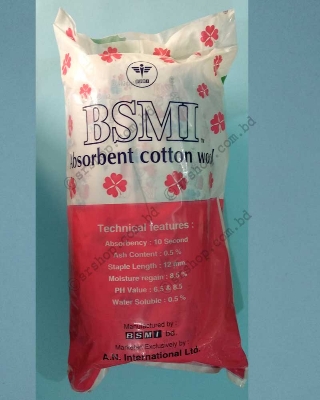 BSMI
BSMI
Absorbent cotton wool
Technical features :
Absorbency : 10 Second
Ash Content : 0.5 %
Staple Length : 12 mm.
Moisture regain : 8.5 %
PH Value : 6.5 & 8.5
Water Soluble : 0.5 %
Manufactured by :
BSMI bd.
Marketed Exclusively by
A.H. International Ltd.